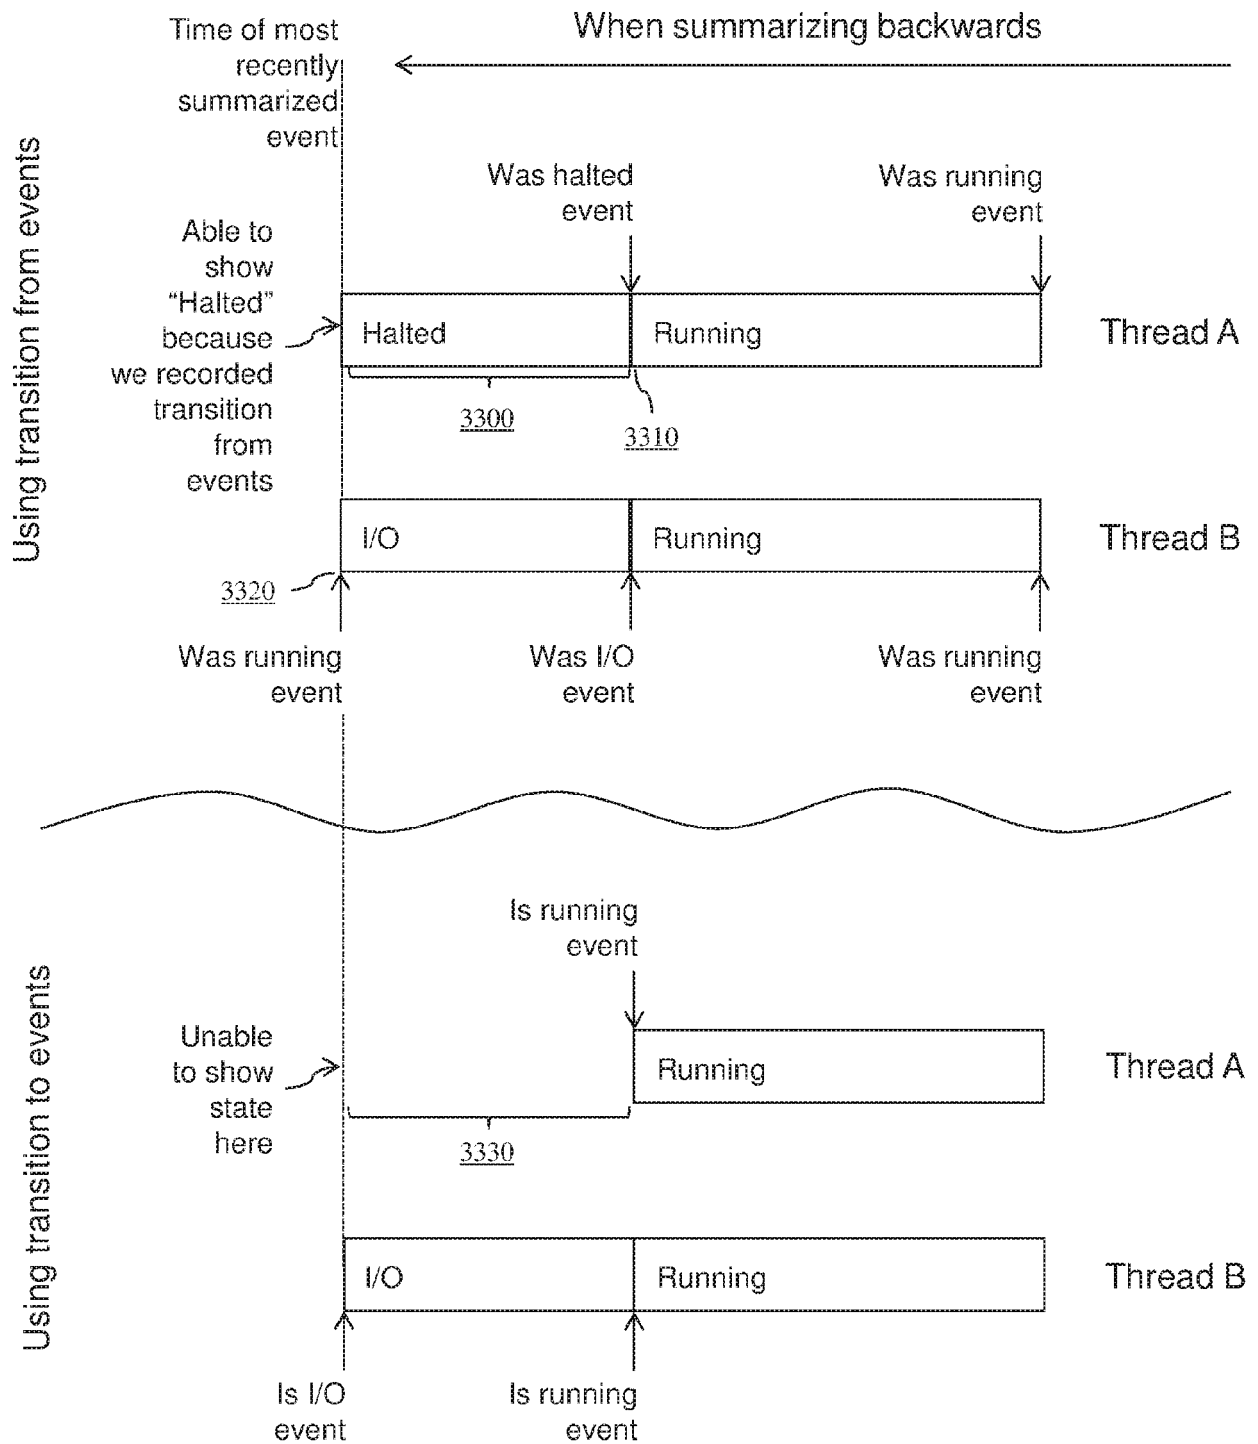 Time of most
recently
summarized
event
When summarizing backwards
Using transition from events
Was halted
event
Was running
event
Able to
show
“Halted”
because
we recorded
transition
from
events
Halted
Running
Thread A
3300
3310
I/O
Running
Thread B
3320
Was running
event
Was I/O
event
Was running
event
Using transition to events
Is running
event
Unable
to show
state
here
Running
Thread A
3330
I/O
Running
Thread B
Is I/O
event
Is running
event